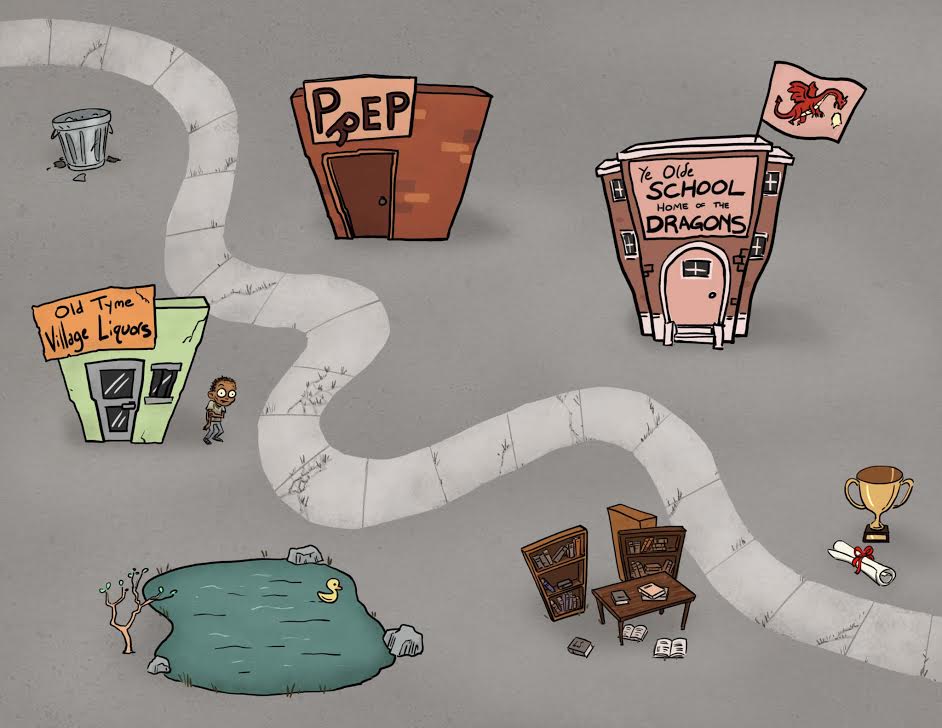 PREP
Ye Olde
SCHOOL
HOME OF THE
DRAGONS
Old Tyme
Village Liquors